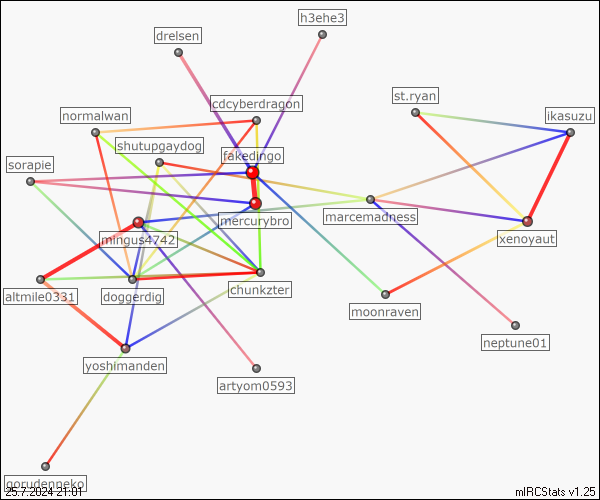 h3ehe3
drelsen
st.ryan
cdcyberdragon
normalwan
ikasuzu
shutupgaydog
fakedingo
sorapie
marcemadness
mercurybro
mingus4742
xenoyaut
altmile0331
doggerdig
chunkzter
moonraven
neptune01
yoshimanden
artyom0593
gorudenneko
25.7.2024 21:01
mIRCStats v1.25